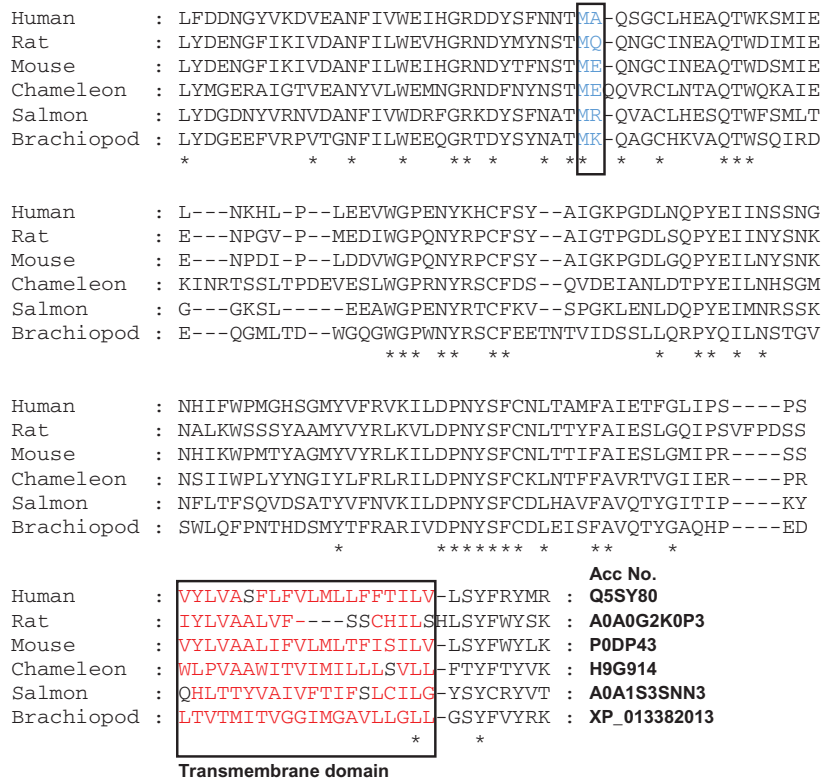 Human : LFDDNGYVKDVEANFIVWEIHGRDDYSFNNTMA-QSGCLHEAQTWKSMIE
Rat : LYDENGFIKIVDANFILWEVHGRNDYMYNSTMQ-QNGCINEAQTWDIMIE
Mouse : LYDENGFIKIVDANFILWEIHGRNDYTFNSTME-QNGCINEAQTWDSMIE
Chameleon : LYMGERAIGTVEANYVLWEMNGRNDFNYNSTMEQQVRCLNTAQTWQKAIE
Salmon : LYDGDNYVRNVDANFIVWDRFGRKDYSFNATMR-QVACLHESQTWFSMLT
Brachiopod : LYDGEEFVRPVTGNFILWEEQGRTDYSYNATMK-QAGCHKVAQTWSQIRD
* * * * ** * * ** * * ***
Human : L---NKHL-P--LEEVWGPENYKHCFSY--AIGKPGDLNQPYEIINSSNG
Rat : E---NPGV-P--MEDIWGPQNYRPCFSY--AIGTPGDLSQPYEIINYSNK
Mouse : E---NPDI-P--LDDVWGPQNYRPCFSY--AIGKPGDLGQPYEILNYSNK
Chameleon : KINRTSSLTPDEVESLWGPRNYRSCFDS--QVDEIANLDTPYEILNHSGM
Salmon : G---GKSL-----EEAWGPENYRTCFKV--SPGKLENLDQPYEIMNRSSK
Brachiopod : E---QGMLTD--WGQGWGPWNYRSCFEETNTVIDSSLLQRPYQILNSTGV
*** ** ** * ** * *
Human : NHIFWPMGHSGMYVFRVKILDPNYSFCNLTAMFAIETFGLIPS----PS
Rat : NALKWSSSYAAMYVYRLKVLDPNYSFCNLTTYFAIESLGQIPSVFPDSS
Mouse : NHIKWPMTYAGMYVYRLKILDPNYSFCNLTTIFAIESLGMIPR----SS
Chameleon : NSIIWPLYYNGIYLFRLRILDPNYSFCKLNTFFAVRTVGIIER----PR
Salmon : NFLTFSQVDSATYVFNVKILDPNYSFCDLHAVFAVQTYGITIP----KY
Brachiopod : SWLQFPNTHDSMYTFRARIVDPNYSFCDLEISFAVQTYGAQHP----ED
* ******* * ** *
Acc No.
Human : VYLVASFLFVLMLLFFTILV-LSYFRYMR : Q5SY80
Rat : IYLVAALVF----SSCHILSHLSYFWYSK : A0A0G2K0P3
Mouse : VYLVAALIFVLMLTFISILV-LSYFWYLK : P0DP43
Chameleon : WLPVAAWITVIMILLLSVLL-FTYFTYVK : H9G914
Salmon : QHLTTYVAIVFTIFSLCILG-YSYCRYVT : A0A1S3SNN3
Brachiopod : LTVTMITVGGIMGAVLLGLL-GSYFVYRK : XP_013382013
* *
Transmembrane domain